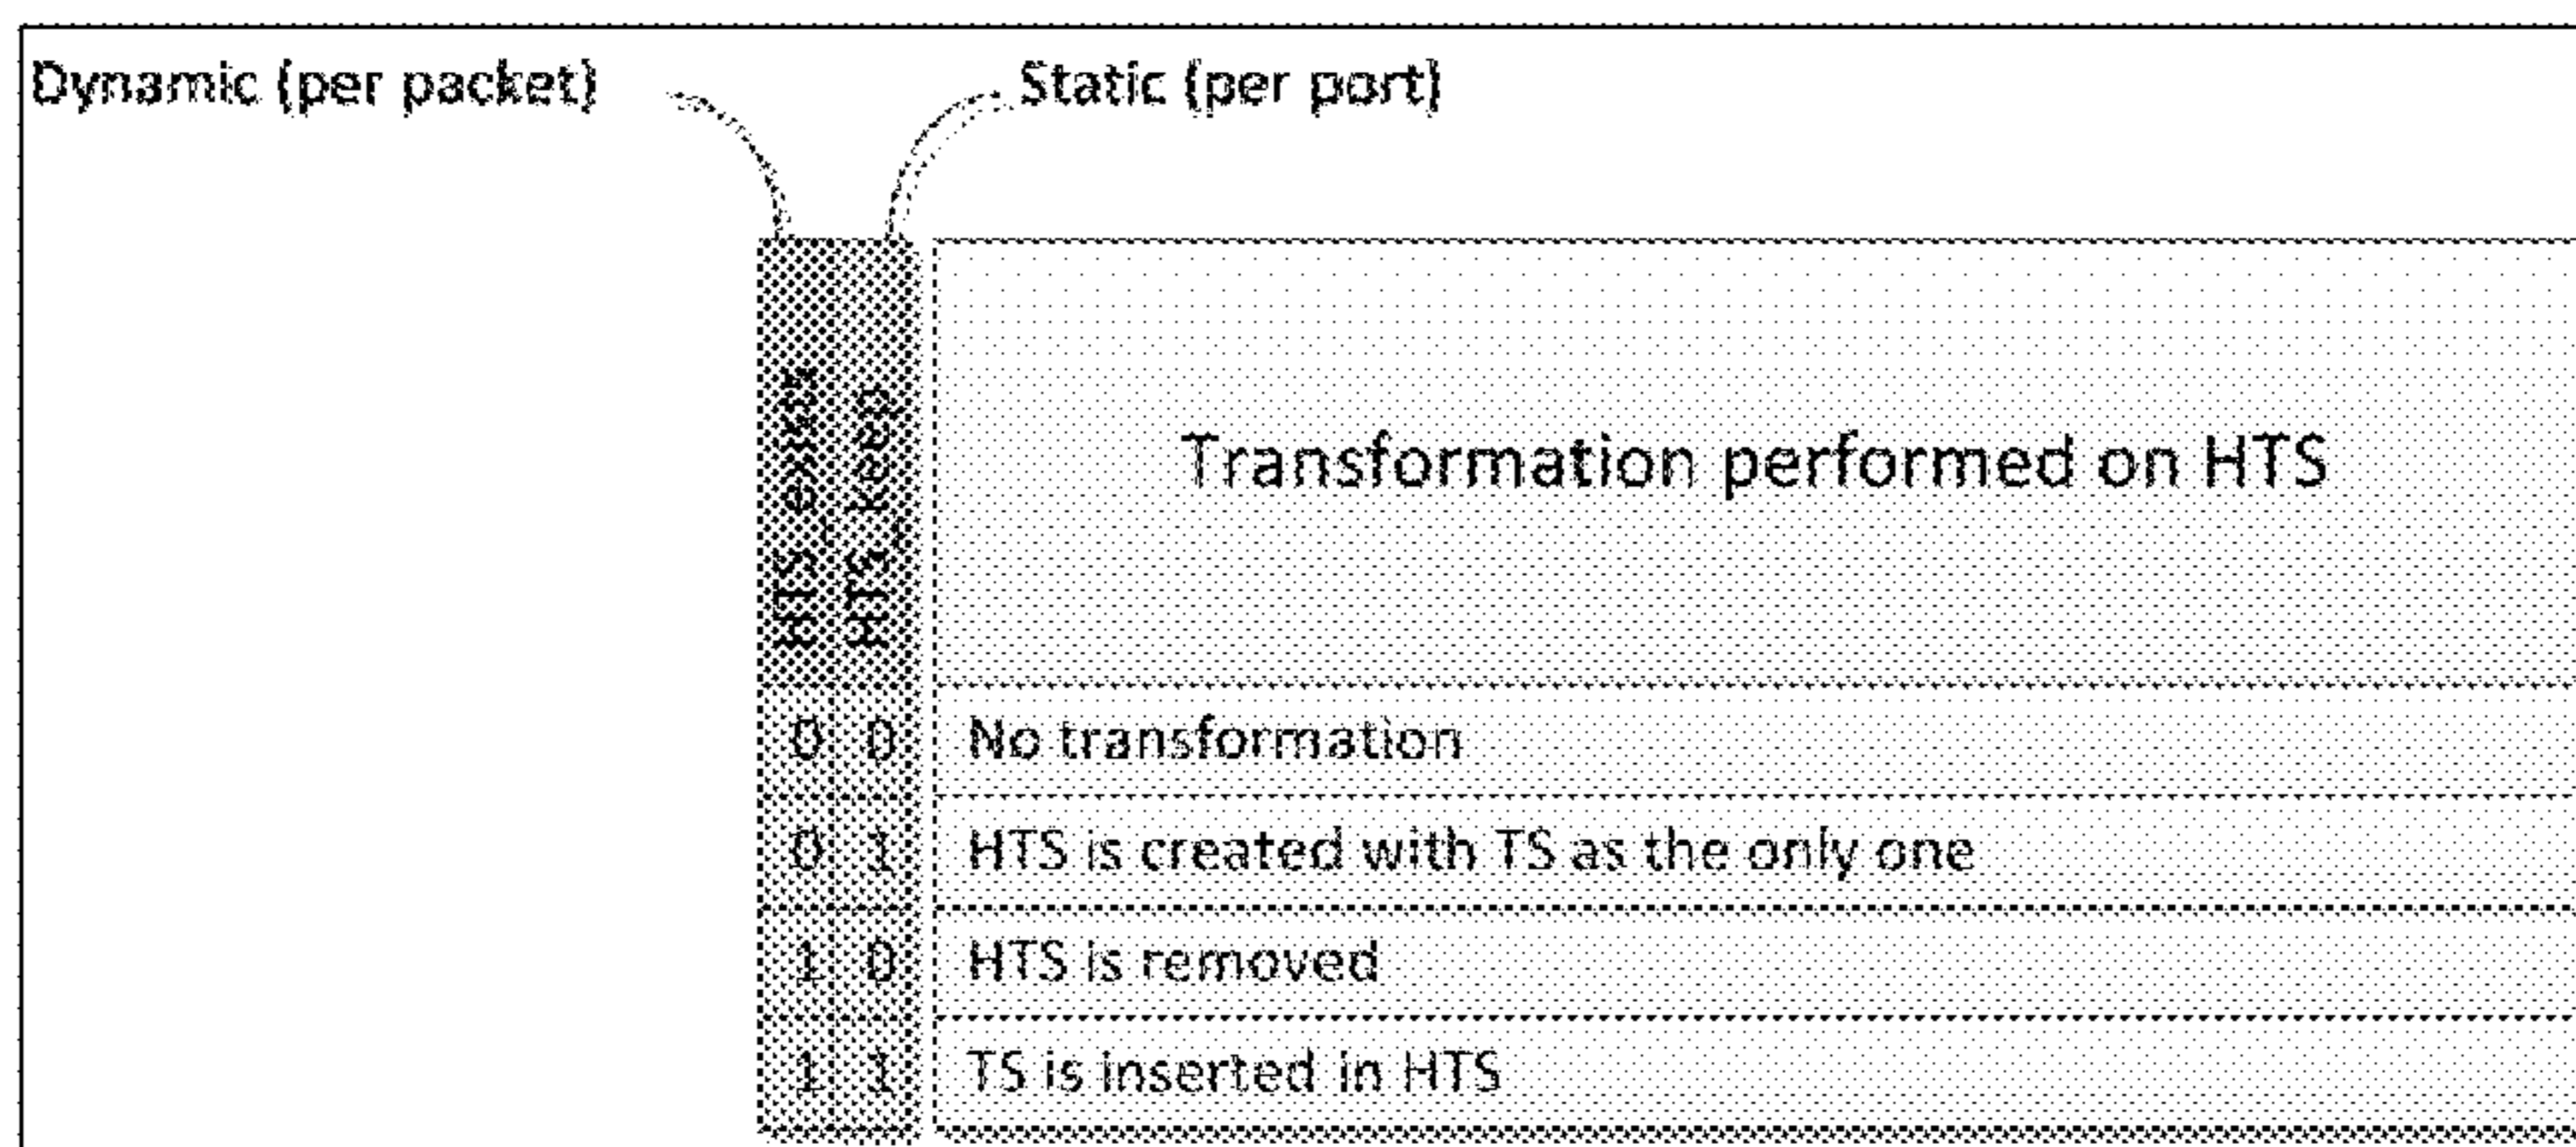 Dynamic (per packet) Static (per port)
HTS_exists
HTS_keep
Transformation performed on HTS
0 0 No transformation
0 1 HTS is created with TS as the only one
1 0 HTS is removed
1 1 TS is inserted in HTS